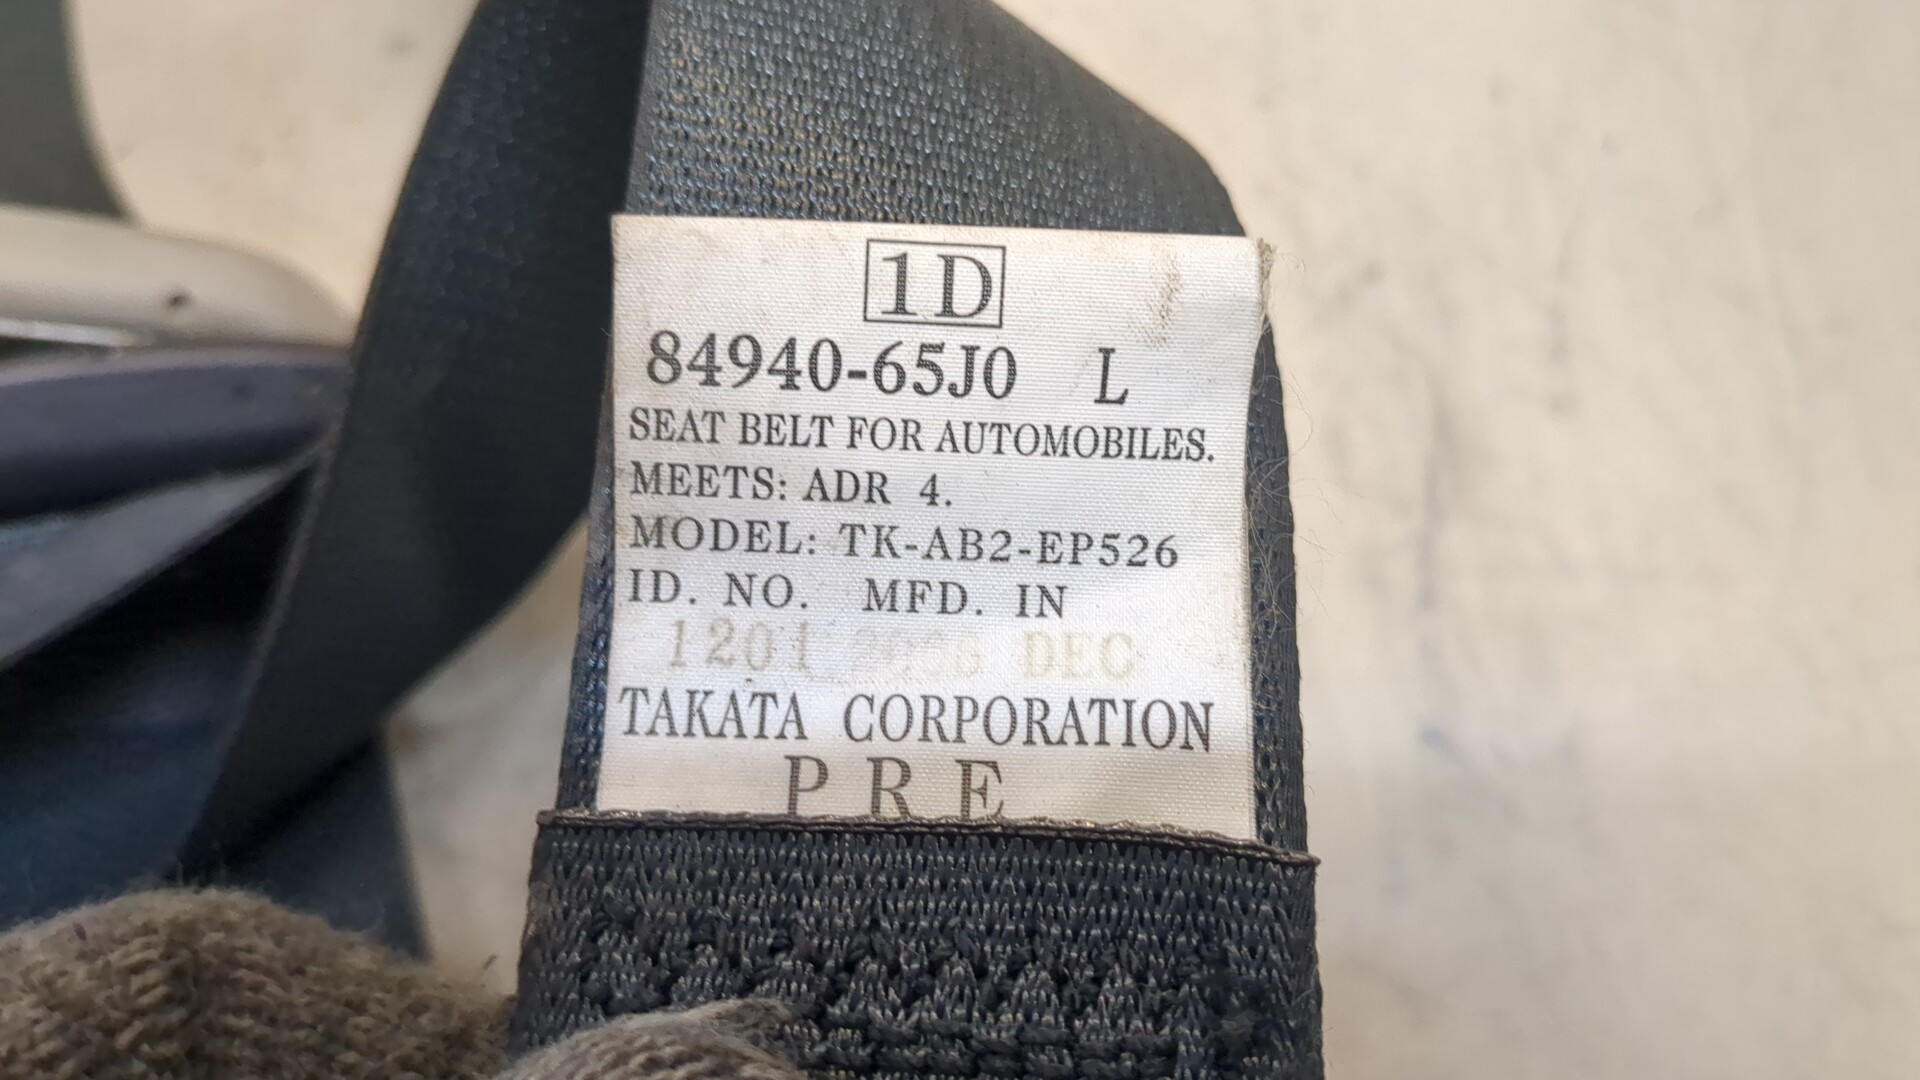 1D
84940-65J0 L
SEAT BELT FOR AUTOMOBILES.
MEETS: ADR 4.
MODEL: TK-AB2-EP526
ID. NO. MFD. IN
1201 DEC
TAKATA CORPORATION
PRE